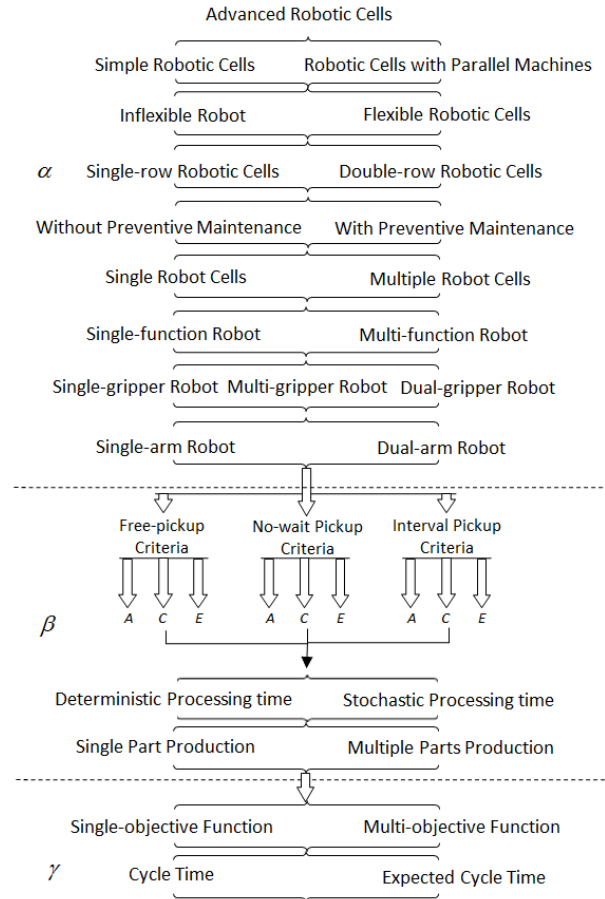 Advanced Robotic Cells
Simple Robotic Cells Robotic Cells with Parallel Machines
Inflexible Robot Flexible Robotic Cells
α Single-row Robotic Cells Double-row Robotic Cells
Without Preventive Maintenance With Preventive Maintenance
Single Robot Cells Multiple Robot Cells
Single-function Robot Multi-function Robot
Single-gripper Robot Multi-gripper Robot Dual-gripper Robot
Single-arm Robot Dual-arm Robot
Free-pickup Criteria No-wait Pickup Criteria Interval Pickup Criteria
A C E A C E A C E
β
Deterministic Processing time Stochastic Processing time
Single Part Production Multiple Parts Production
Single-objective Function Multi-objective Function
γ Cycle Time Expected Cycle Time